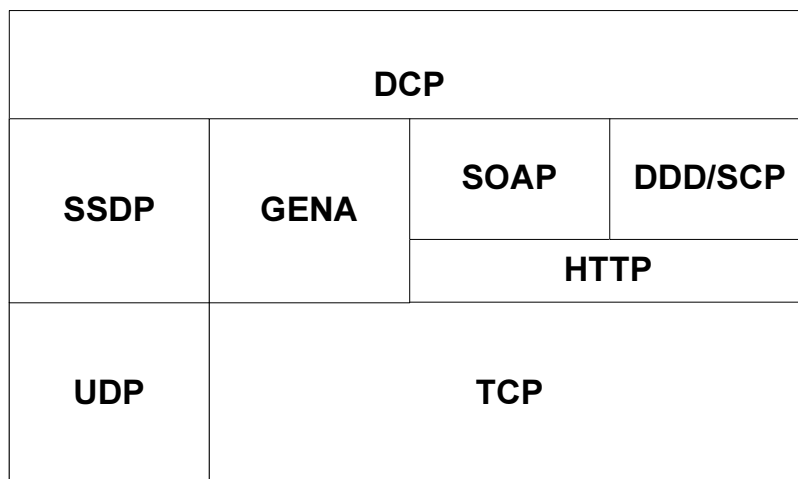 DCP
SSDP
GENA
SOAP
DDD/SCP
HTTP
UDP
TCP